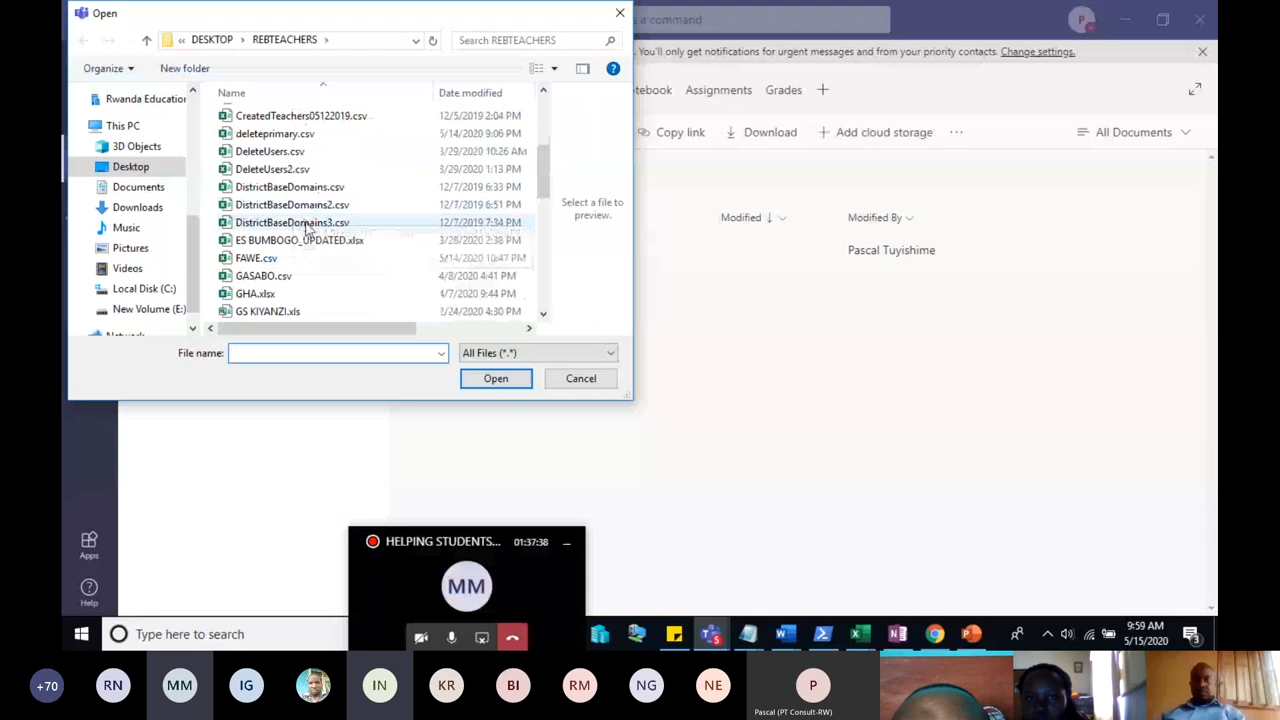 Open
a command
P
DESKTOP
REBTEACHERS
Search REBTEACHERS
You'll only get notifications for urgent messages and from your priority contacts. Change settings.
Organize
New folder
otebook
Assignments
Grades
Rwanda Education
Name
Date modified
This PC
CreatedTeachers05122019.csv
12/5/2019 2:04 PM
Copy link
Download
Add cloud storage
All Documents
3D Objects
deleteprimary.csv
5/14/2020 9:06 PM
DeleteUsers.csv
3/29/2020 10:26 AM
Desktop
DeleteUsers2.csv
3/29/2020 1:13 PM
Documents
DistrictBaseDomains.csv
12/7/2019 6:33 PM
Downloads
DistrictBaseDomains2.csv
12/7/2019 6:51 PM
Select a file to
preview.
Music
DistrictBaseDomains3.csv
12/7/2019 7:34 PM
Modified
Modified By
Pictures
ES BUMBOGO_UPDATED.xlsx
3/28/2020 2:38 PM
Pascal Tuyishime
Videos
FAWE.csv
5/14/2020 10:47 PM
GASABO.csv
4/8/2020 4:41 PM
Local Disk (C:)
GHA.xlsx
4/7/2020 9:44 PM
New Volume (E:)
GS KIYANZI.xls
2/24/2020 4:30 PM
Network
File name:
All Files (*.*)
Open
Cancel
Apps
HELPING STUDENTS...
01:37:38
MM
Help
Type here to search
5
9:59 AM
5/15/2020
3
+70
RN
MM
IG
IN
KR
BI
RM
NG
NE
P
Pascal (PT Consult-RW)